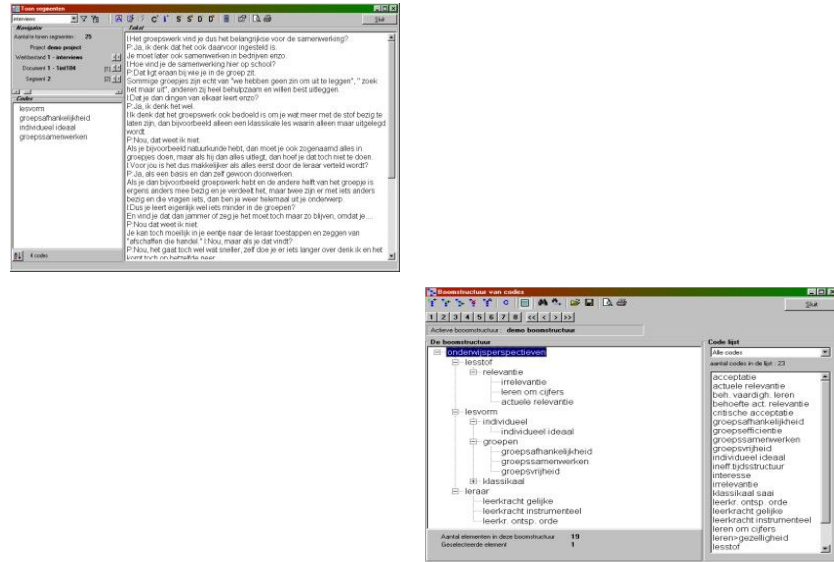 Toon segmenten
interviews
Sluit
Navigator
Aantal te tonen segmenten: 25
Project demo project
Werkbestand 1 - interviews
Document 1 - 1ast104
Segment 2
Codes
lesvorm
groepsafhankelijkheid
individueel ideaal
groepssamenwerken
4 codes
Tekst
I:Het groepswerk vind je dus het belangrijkse voor de samenwerking?
P:Ja, ik denk dat het ook daarvoor ingesteld is.
Je moet later ook samenwerken in bedrijven enzo.
I:Hoe vind je de samenwerking hier op school?
P:Dat ligt eraan bij wie je in de groep zit.
Sommige groepjes zijn echt van "we hebben geen zin om uit te leggen", " zoek
het maar uit", anderen zij heel behulpzaam en willen best uitleggen.
I:Dat je dan dingen van elkaar leert enzo?
P:Ja, ik denk het wel.
I:Ik denk dat het groepswerk ook bedoeld is om je wat meer met de stof bezig te
laten zijn, dan bijvoorbeeld alleen een klassikale les waarin alleen maar uitgelegd
wordt.
P:Nou, dat weet ik niet.
Als je bijvoorbeeld natuurkunde hebt, dan moet je ook zogenaamd alles in
groepjes doen, maar als hij dan alles uitlegt, dan hoef je dat toch niet te doen.
I:Voor jou is het dus makkelijker als alles eerst door de leraar verteld wordt?
P:Ja, als een basis en dan zelf gewoon doorwerken.
Als je dan bijvoorbeeld groepswerk hebt en de andere helft van het groepje is
ergens anders mee bezig en je verdeelt het, maar twee zijn er met iets anders
bezig en die vragen iets, dan ben je weer helemaal uit je onderwerp.
I:Dus je leert eigenlijk wel iets minder in de groepen?
En vind je dat dan jammer of zeg je het moet toch maar zo blijven, omdat je....
P:Nou dat weet ik niet.
Je kan toch moeilijk in je eentje naar de leraar toestappen en zeggen van
"afschaffen die handel." I:Nou, maar als je dat vindt?
P:Nou, het gaat toch wel wat sneller, zelf doe je er iets langer over denk ik en het
komt toch op hetzelfde neer.
Boomstructuur van codes
Sluit
1 2 3 4 5 6 7 8 << < > >>
Actieve boomstructuur: demo boomstructuur
De boomstructuur
onderwijsperspectieven
lesstof
relevantie
irrelevantie
leren om cijfers
actuele relevantie
lesvorm
individueel
individueel ideaal
groepen
groepsafhankelijkheid
groepssamenwerken
groepsvrijheid
klassikaal
leraar
leerkracht gelijke
leerkracht instrumenteel
leerkr. ontsp. orde
Aantal elementen in deze boomstructuur 19
Geselecteerde element 1
Code lijst
Alle codes
aantal codes in de lijst : 23
acceptatie
actuele relevantie
beh. vaardigh. leren
behoefte act. relevantie
critische acceptatie
groepsafhankelijkheid
groepsefficientie
groepssamenwerken
groepsvrijheid
individueel ideaal
ineff.tijdsstructuur
interesse
irrelevantie
klassikaal saai
leerkr. ontsp. orde
leerkracht gelijke
leerkracht instrumenteel
leren om cijfers
leren>gezelligheid
lesstof